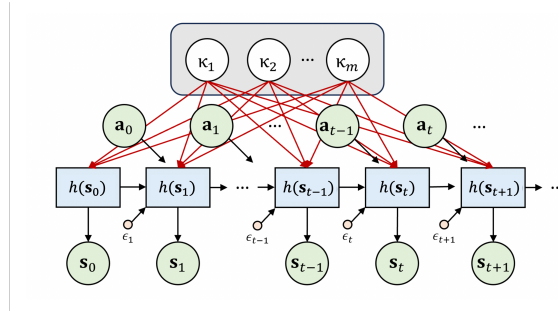 κ₁ κ₂ ⋯ κₘ
a₀ a₁ ⋯ aₜ₋₁ aₜ ⋯
h(s₀) h(s₁) ⋯ h(sₜ₋₁) h(sₜ) h(sₜ₊₁) ⋯
ϵ₁ ϵₜ₋₁ ϵₜ ϵₜ₊₁
s₀ s₁ sₜ₋₁ sₜ sₜ₊₁